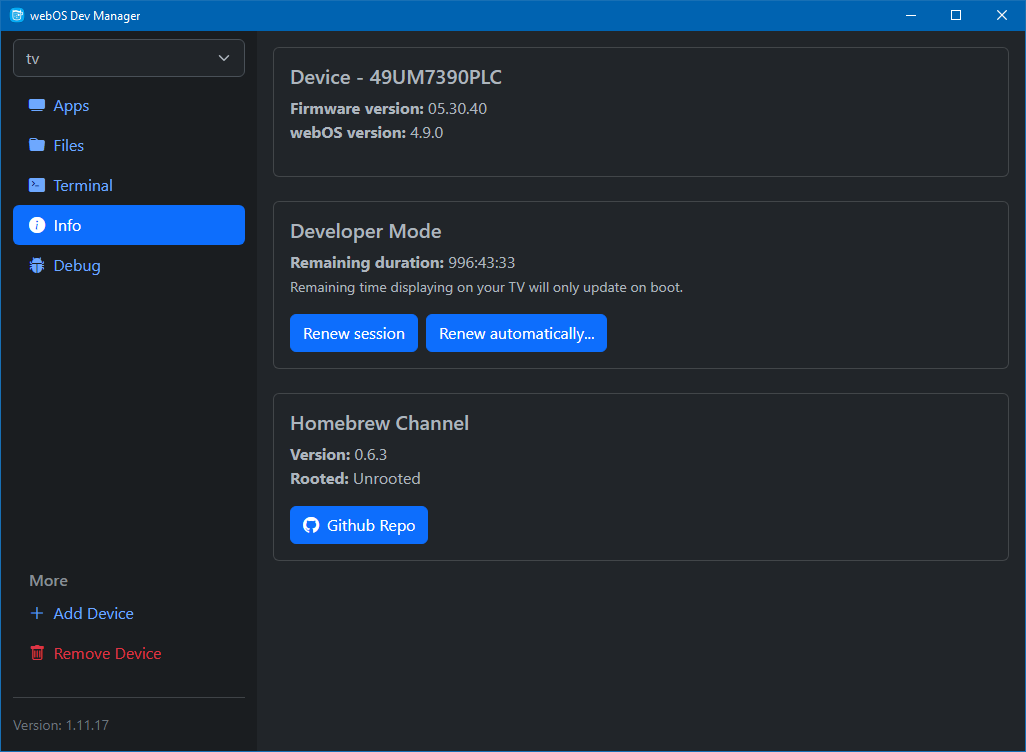 webOS Dev Manager
tv
Apps
Files
Terminal
Info
Debug
More
Add Device
Remove Device
Version: 1.11.17
Device - 49UM7390PLC
Firmware version: 05.30.40
webOS version: 4.9.0
Developer Mode
Remaining duration: 996:43:33
Remaining time displaying on your TV will only update on boot.
Renew session
Renew automatically...
Homebrew Channel
Version: 0.6.3
Rooted: Unrooted
Github Repo